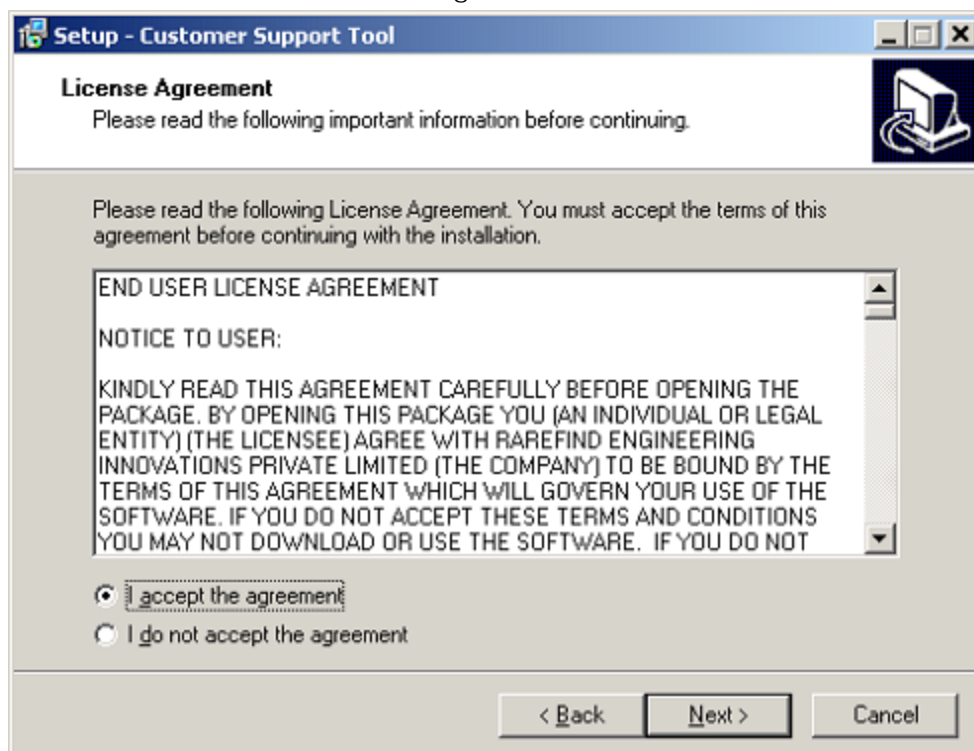 Setup - Customer Support Tool
License Agreement
Please read the following important information before continuing.
Please read the following License Agreement. You must accept the terms of this
agreement before continuing with the installation.
END USER LICENSE AGREEMENT
NOTICE TO USER:
KINDLY READ THIS AGREEMENT CAREFULLY BEFORE OPENING THE
PACKAGE. BY OPENING THIS PACKAGE YOU (AN INDIVIDUAL OR LEGAL
ENTITY) (THE LICENSEE) AGREE WITH RAREFIND ENGINEERING
INNOVATIONS PRIVATE LIMITED (THE COMPANY) TO BE BOUND BY THE
TERMS OF THIS AGREEMENT WHICH WILL GOVERN YOUR USE OF THE
SOFTWARE. IF YOU DO NOT ACCEPT THESE TERMS AND CONDITIONS
YOU MAY NOT DOWNLOAD OR USE THE SOFTWARE.  IF YOU DO NOT
I accept the agreement
I do not accept the agreement
< Back
Next >
Cancel